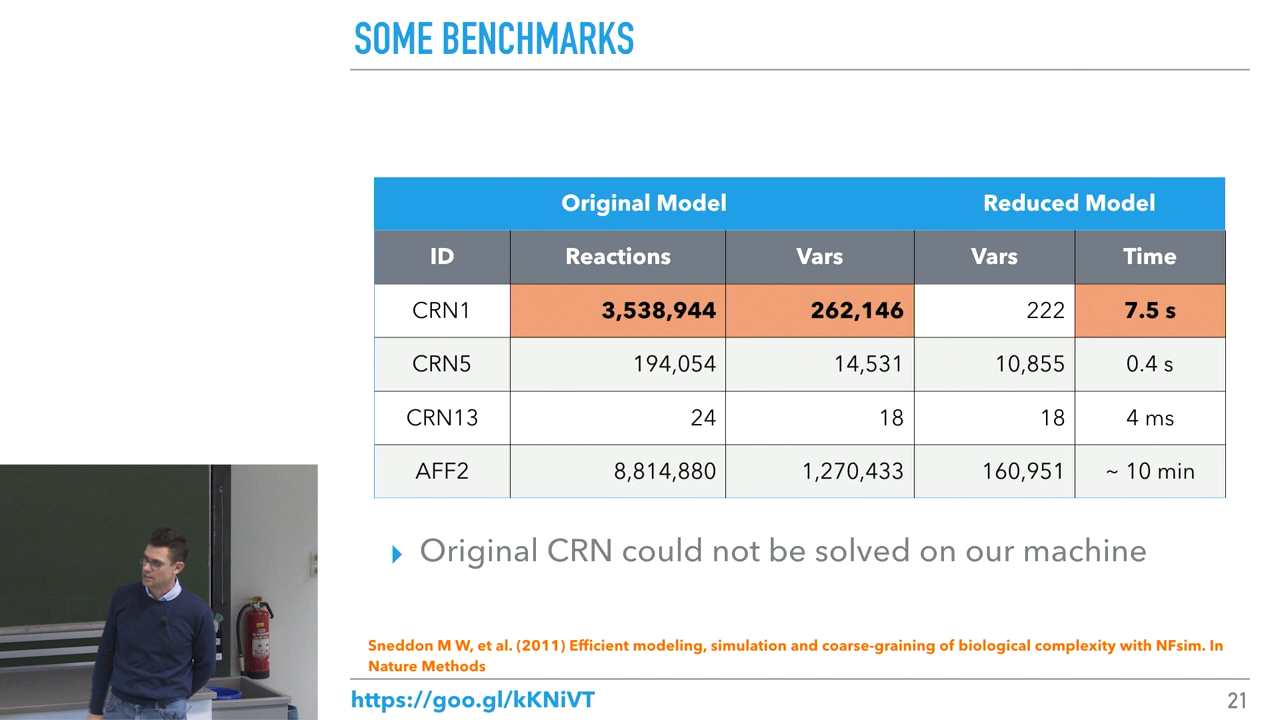 SOME BENCHMARKS
Original Model Reduced Model
ID Reactions Vars Vars Time
CRN1 3,538,944 262,146 222 7.5 s
CRN5 194,054 14,531 10,855 0.4 s
CRN13 24 18 18 4 ms
AFF2 8,814,880 1,270,433 160,951 ~ 10 min
Original CRN could not be solved on our machine
Sneddon M W, et al. (2011) Efficient modeling, simulation and coarse-graining of biological complexity with NFsim. In
Nature Methods
https://goo.gl/kKNiVT 21